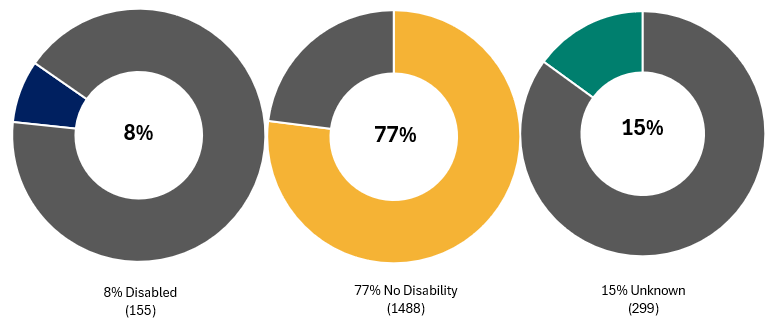 8%
77%
15%
8% Disabled
(155)
77% No Disability
(1488)
15% Unknown
(299)